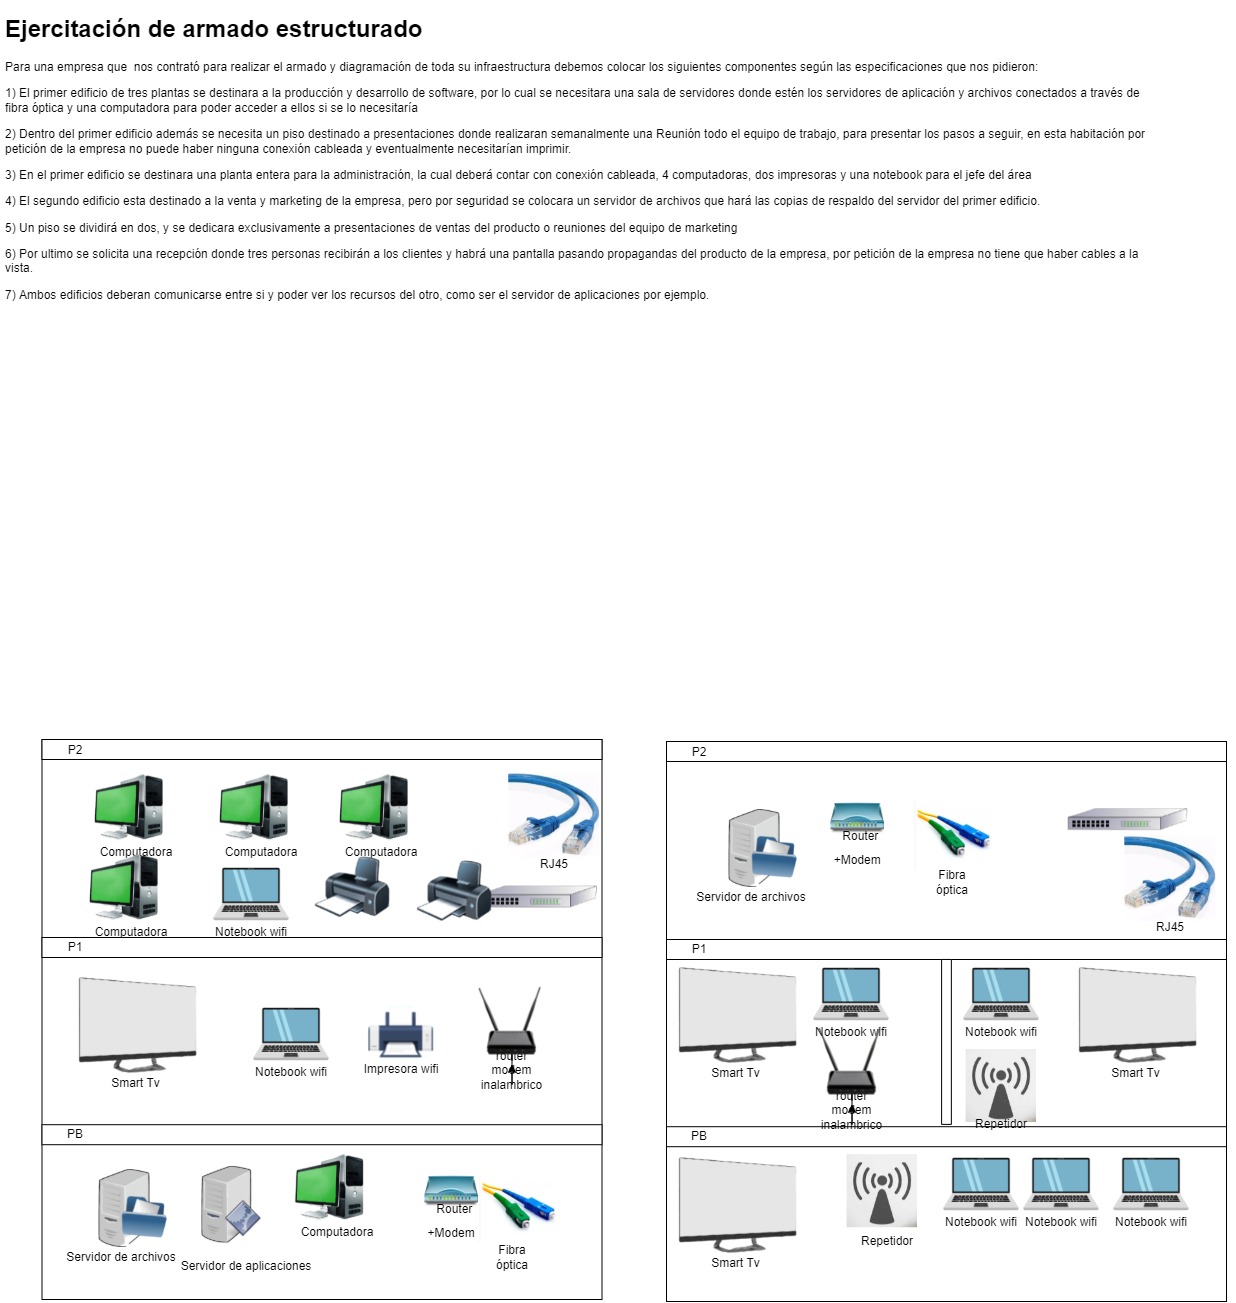 Ejercitación de armado estructurado
Para una empresa que  nos contrató para realizar el armado y diagramación de toda su infraestructura debemos colocar los siguientes componentes según las especificaciones que nos pidieron:
1) El primer edificio de tres plantas se destinara a la producción y desarrollo de software, por lo cual se necesitara una sala de servidores donde estén los servidores de aplicación y archivos conectados a través de
fibra óptica y una computadora para poder acceder a ellos si se lo necesitaría
2) Dentro del primer edificio además se necesita un piso destinado a presentaciones donde realizaran semanalmente una Reunión todo el equipo de trabajo, para presentar los pasos a seguir, en esta habitación por
petición de la empresa no puede haber ninguna conexión cableada y eventualmente necesitarían imprimir.
3) En el primer edificio se destinara una planta entera para la administración, la cual deberá contar con conexión cableada, 4 computadoras, dos impresoras y una notebook para el jefe del área
4) El segundo edificio esta destinado a la venta y marketing de la empresa, pero por seguridad se colocara un servidor de archivos que hará las copias de respaldo del servidor del primer edificio.
5) Un piso se dividirá en dos, y se dedicara exclusivamente a presentaciones de ventas del producto o reuniones del equipo de marketing
6) Por ultimo se solicita una recepción donde tres personas recibirán a los clientes y habrá una pantalla pasando propagandas del producto de la empresa, por petición de la empresa no tiene que haber cables a la
vista.
7) Ambos edificios deberan comunicarse entre si y poder ver los recursos del otro, como ser el servidor de aplicaciones por ejemplo.
P2
Computadora
Computadora
Computadora
RJ45
Computadora
Notebook wifi
P1
Smart Tv
Notebook wifi
Impresora wifi
router
modem
inalambrico
PB
Servidor de archivos
Servidor de aplicaciones
Computadora
Router
+Modem
Fibra
óptica
P2
Servidor de archivos
Router
+Modem
Fibra
óptica
RJ45
P1
Smart Tv
Notebook wifi
router
modem
inalambrico
Notebook wifi
Repetidor
Smart Tv
PB
Smart Tv
Repetidor
Notebook wifi
Notebook wifi
Notebook wifi